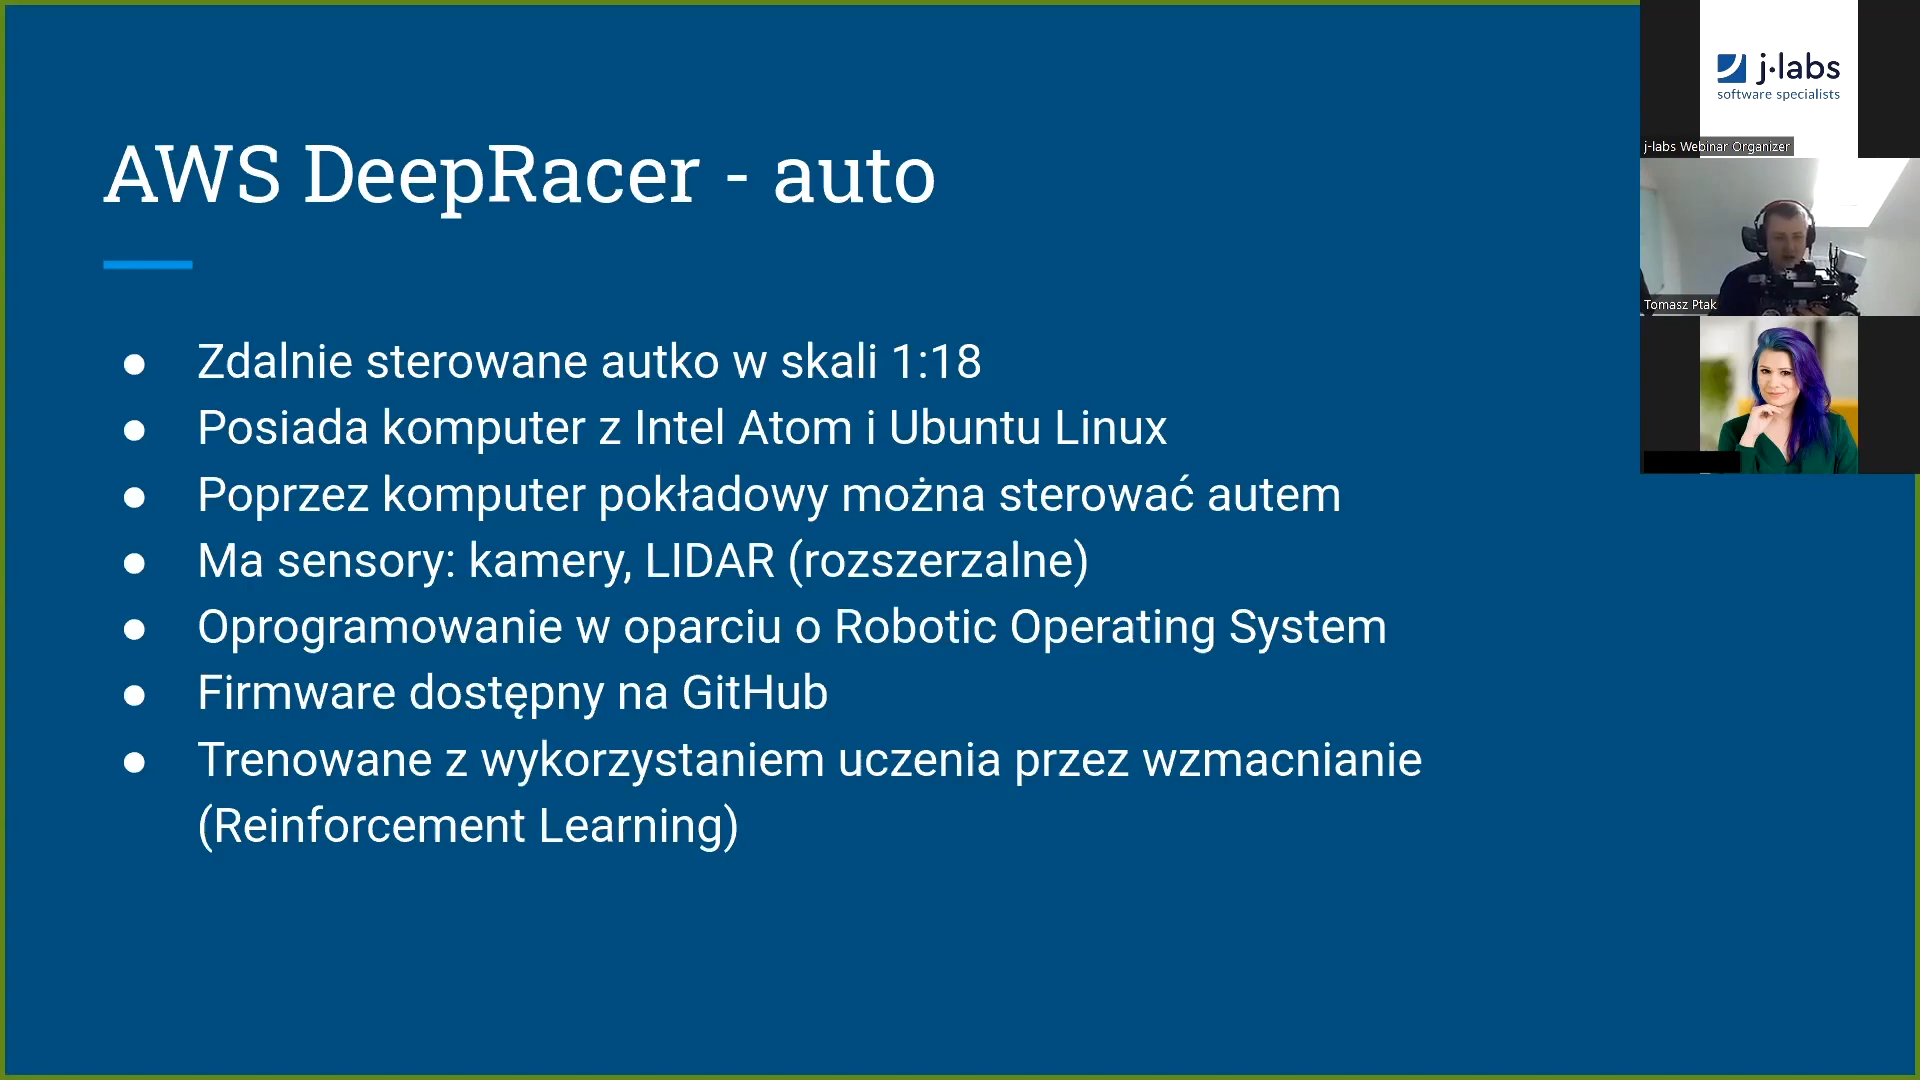 AWS DeepRacer - auto
● Zdalnie sterowane autko w skali 1:18
● Posiada komputer z Intel Atom i Ubuntu Linux
● Poprzez komputer pokładowy można sterować autem
● Ma sensory: kamery, LIDAR (rozszerzalne)
● Oprogramowanie w oparciu o Robotic Operating System
● Firmware dostępny na GitHub
● Trenowane z wykorzystaniem uczenia przez wzmacnianie
(Reinforcement Learning)
j·labs
software specialists
j-labs Webinar Organizer
Tomasz Ptak